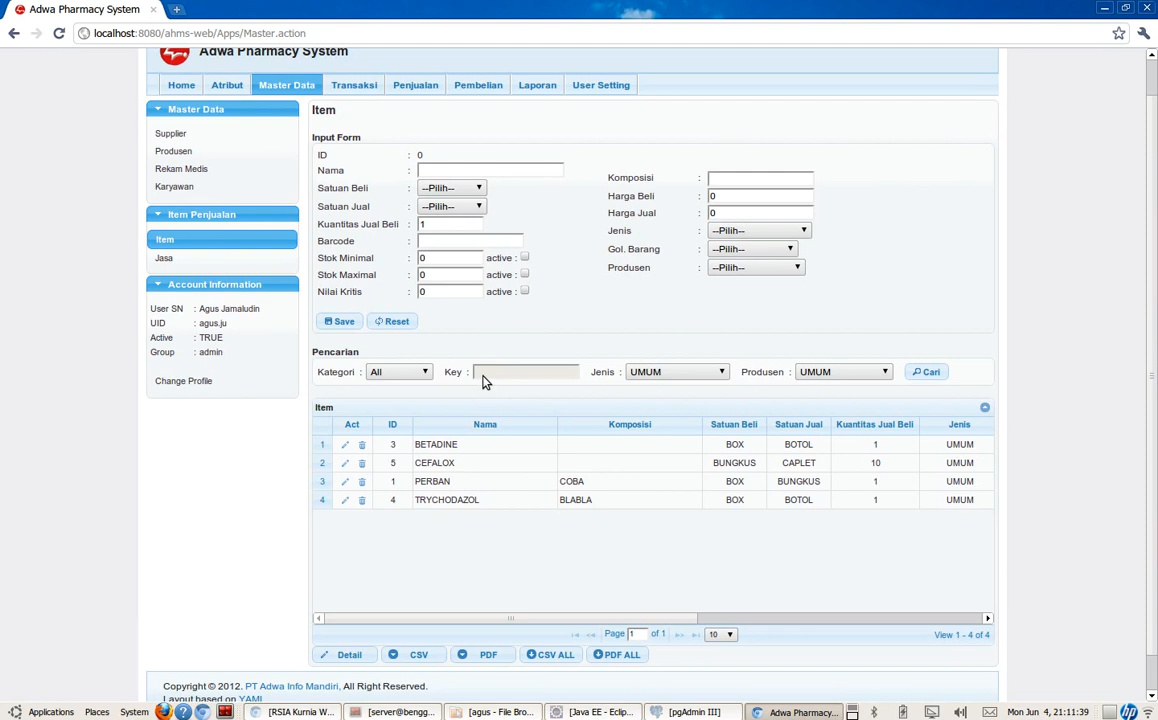 Adwa Pharmacy System
localhost:8080/ahms-web/Apps/Master.action
Adwa Pharmacy System
Home Atribut Master Data Transaksi Penjualan Pembelian Laporan User Setting
Master Data
Supplier
Produsen
Rekam Medis
Karyawan
Item Penjualan
Item
Jasa
Account Information
User SN : Agus Jamaludin
UID : agus.ju
Active : TRUE
Group : admin
Change Profile
Item
Input Form
ID : 0
Nama :
Satuan Beli : --Pilih--
Satuan Jual : --Pilih--
Kuantitas Jual Beli : 1
Barcode :
Stok Minimal : 0 active :
Stok Maximal : 0 active :
Nilai Kritis : 0 active :
Komposisi :
Harga Beli : 0
Harga Jual : 0
Jenis : --Pilih--
Gol. Barang : --Pilih--
Produsen : --Pilih--
Save Reset
Pencarian
Kategori : All Key : Jenis : UMUM Produsen : UMUM Cari
Item
Act ID Nama Komposisi Satuan Beli Satuan Jual Kuantitas Jual Beli Jenis
1 3 BETADINE BOX BOTOL 1 UMUM
2 5 CEFALOX BUNGKUS CAPLET 10 UMUM
3 1 PERBAN COBA BOX BUNGKUS 1 UMUM
4 4 TRYCHODAZOL BLABLA BOX BOTOL 1 UMUM
Page 1 of 1 10 View 1 - 4 of 4
Detail CSV PDF CSV ALL PDF ALL
Copyright © 2012. PT Adwa Info Mandiri, All Right Reserved.
Layout based on YAML
Applications Places System [RSIA Kurnia W... [server@bengg... [agus - File Bro... [Java EE - Eclip... [pgAdmin III] Adwa Pharmacy... Mon Jun 4, 21:11:39